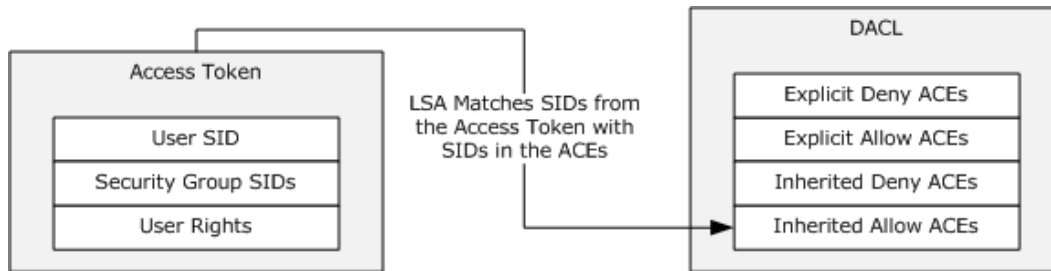 Access Token
User SID
Security Group SIDs
User Rights
LSA Matches SIDs from
the Access Token with
SIDs in the ACEs
DACL
Explicit Deny ACEs
Explicit Allow ACEs
Inherited Deny ACEs
Inherited Allow ACEs